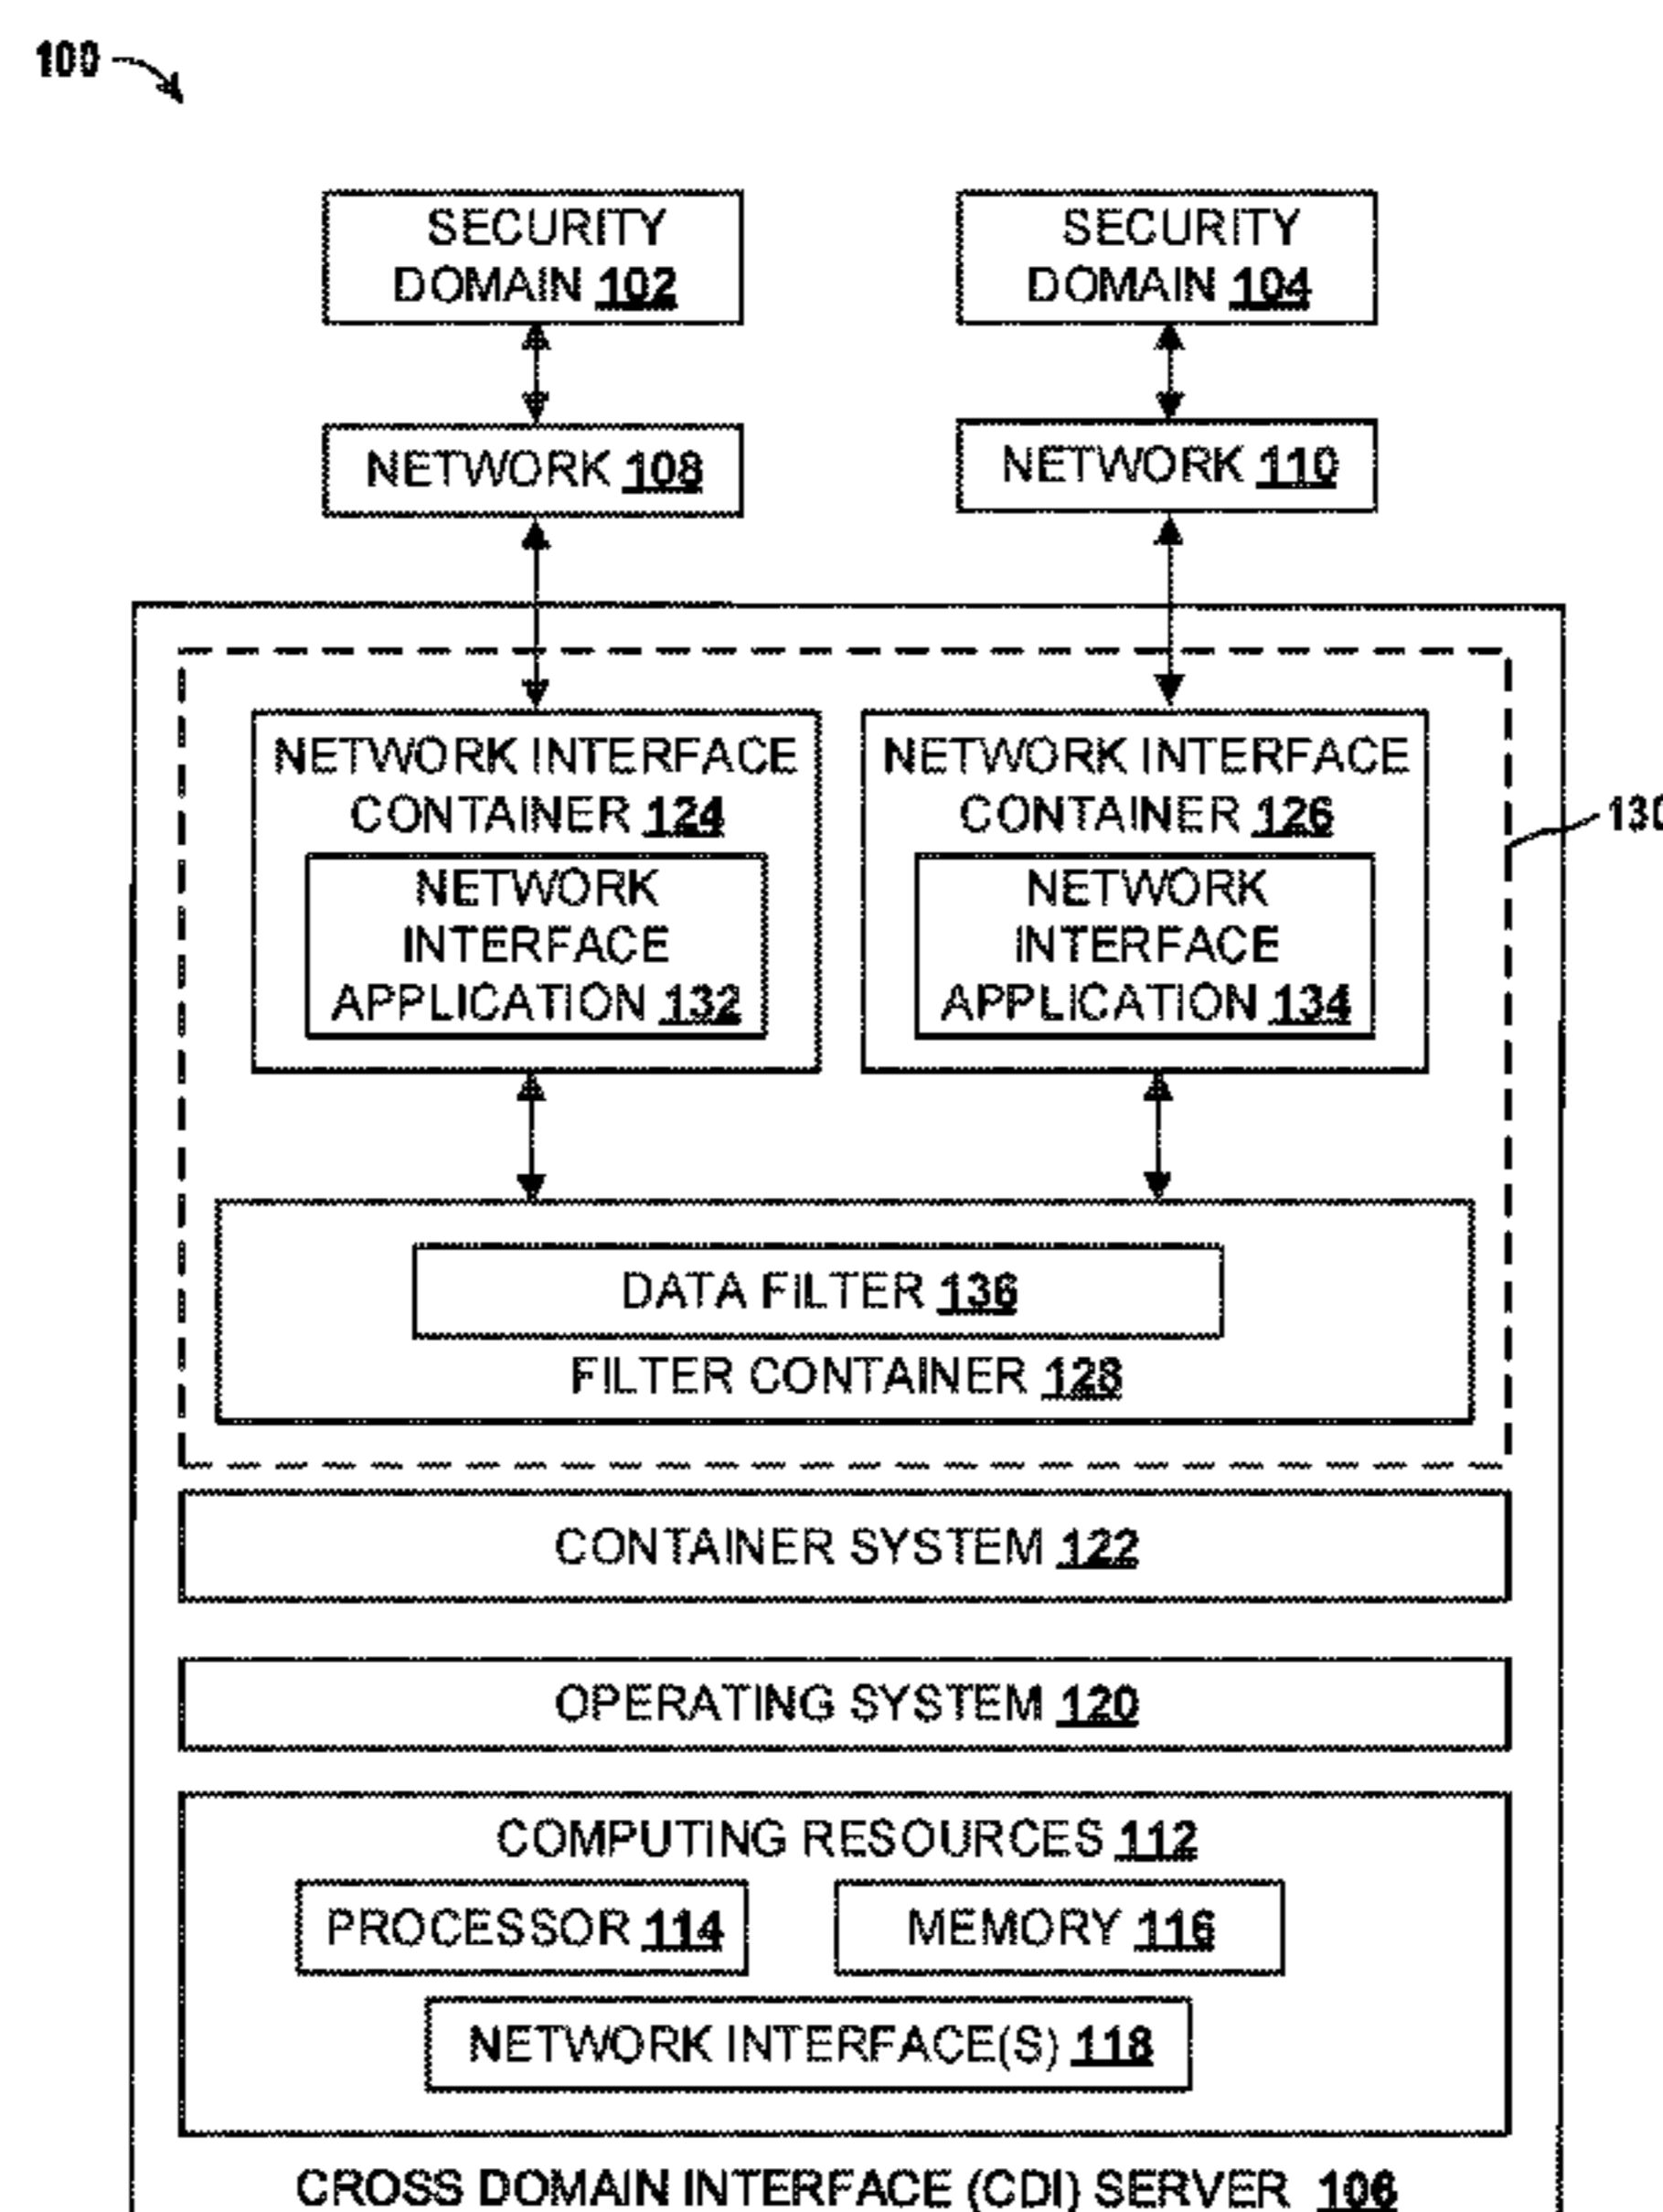 100
SECURITY
DOMAIN 102
SECURITY
DOMAIN 104
NETWORK 108
NETWORK 110
NETWORK INTERFACE
CONTAINER 124
NETWORK
INTERFACE
APPLICATION 132
NETWORK INTERFACE
CONTAINER 126
NETWORK
INTERFACE
APPLICATION 134
130
DATA FILTER 136
FILTER CONTAINER 128
CONTAINER SYSTEM 122
OPERATING SYSTEM 120
COMPUTING RESOURCES 112
PROCESSOR 114
MEMORY 116
NETWORK INTERFACE(S) 118
CROSS DOMAIN INTERFACE (CDI) SERVER 106